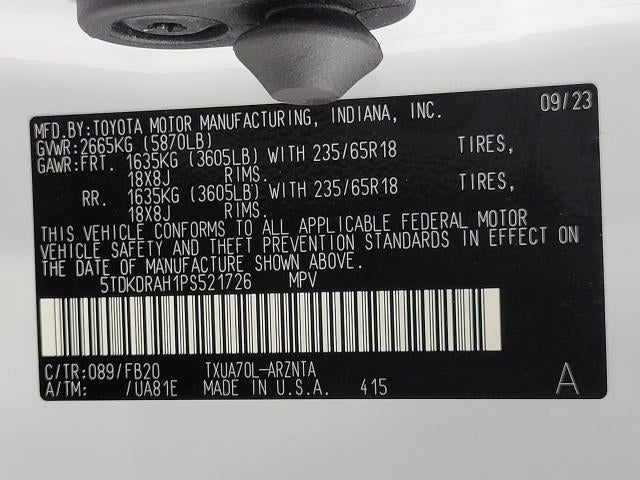 09/23
MFD.BY:TOYOTA MOTOR MANUFACTURING, INDIANA, INC.
GVWR:2665KG (5870LB)
GAWR:FRT. 1635KG (3605LB) WITH 235/65R18 TIRES,
18X8J RIMS.
RR. 1635KG (3605LB) WITH 235/65R18 TIRES,
18X8J RIMS.
THIS VEHICLE CONFORMS TO ALL APPLICABLE FEDERAL MOTOR
VEHICLE SAFETY AND THEFT PREVENTION STANDARDS IN EFFECT ON
THE DATE OF MANUFACTURE SHOWN ABOVE.
5TDKDRAH1PS521726 MPV
C/TR:089/FB20 TXUA70L-ARZNTA
A/TM: /UA81E MADE IN U.S.A. 415 A